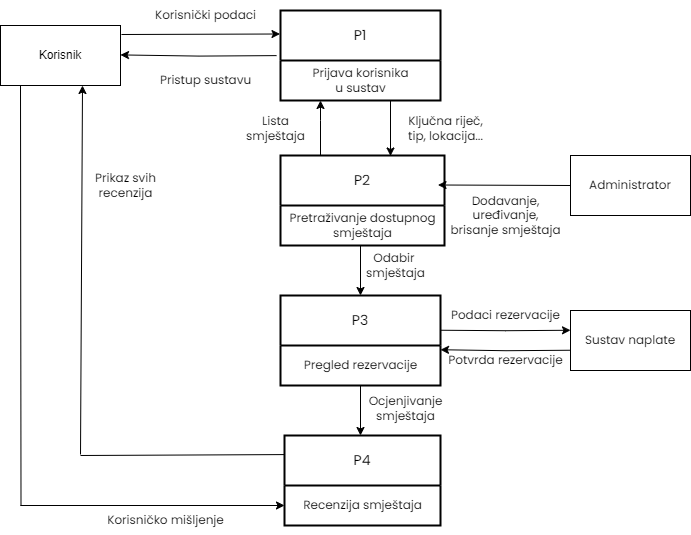 Korisnički podaci
P1
Korisnik
Prijava korisnika
u sustav
Pristup sustavu
Lista
smještaja
Ključna riječ,
tip, lokacija...
Prikaz svih
recenzija
P2
Administrator
Pretraživanje dostupnog
smještaja
Dodavanje,
uređivanje,
brisanje smještaja
Odabir
smještaja
P3
Podaci rezervacije
Sustav naplate
Pregled rezervacije
Potvrda rezervacije
Ocjenjivanje
smještaja
P4
Recenzija smještaja
Korisničko mišljenje